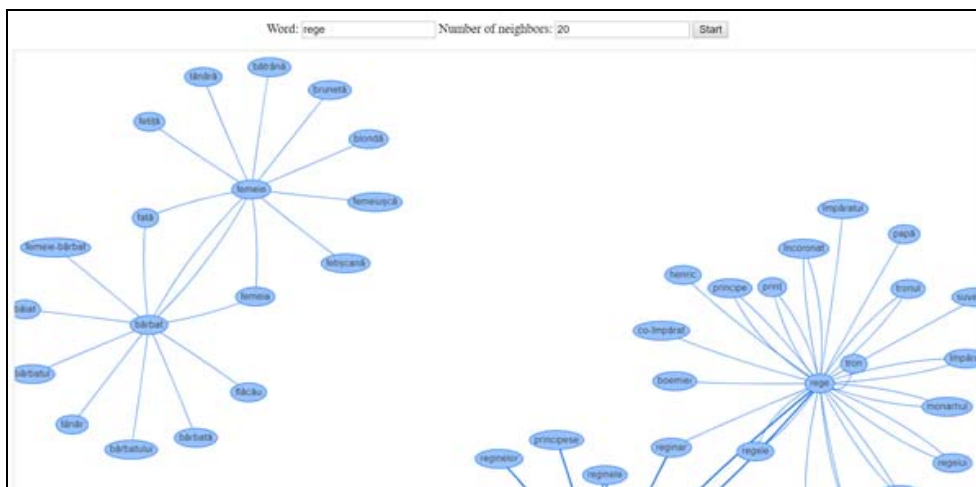 Word: rege Number of neighbors: 20 Start
bătrână
tânără
brunetă
fetiță
blondă
femeie
femeiușcă
împăratul
fată
papă
femeie-bărbat
încoronat
fetișcană
henric
principe
prinț
tronul
femeia
băiat
bărbat
co-împărat
tron
bărbatul
boemiei
rege
flăcău
monarhul
tânăr
bărbată
principese
bărbatului
reginar
regele
reginelor
regelui
reginele